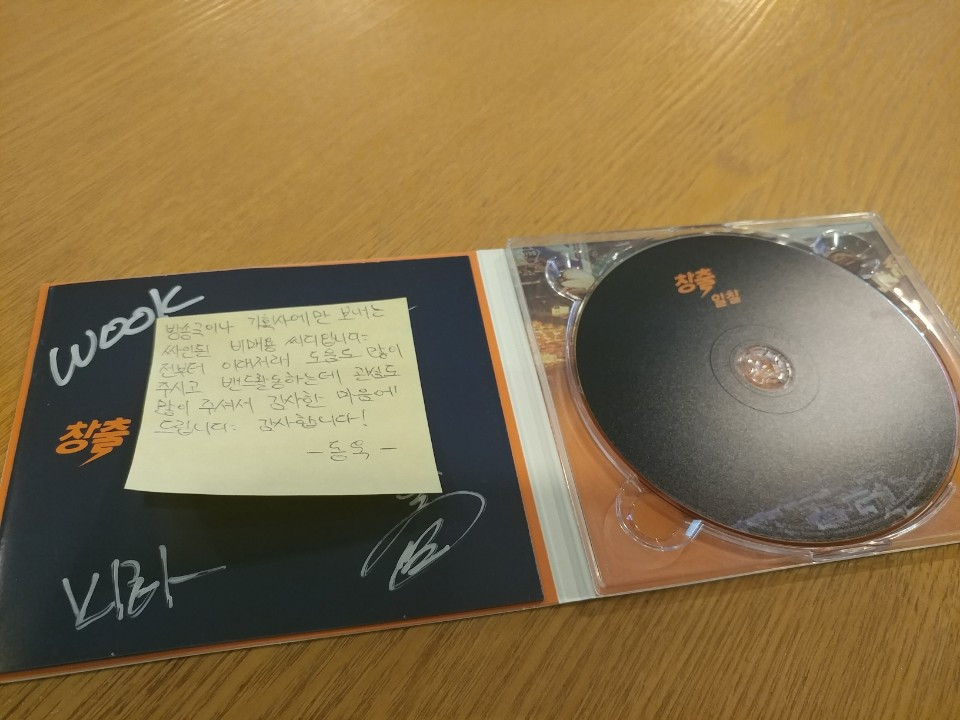 WOOK
방송국이나 기획사에만 보내는
싸인된 비매용 씨디입니다.
전부터 이래저래 도움도 많이
주시고 밴드활동하는데 관심도
많이 주셔서 감사한 마음에
드립니다. 감사합니다!
- 동욱 -
창출
창출
일칠